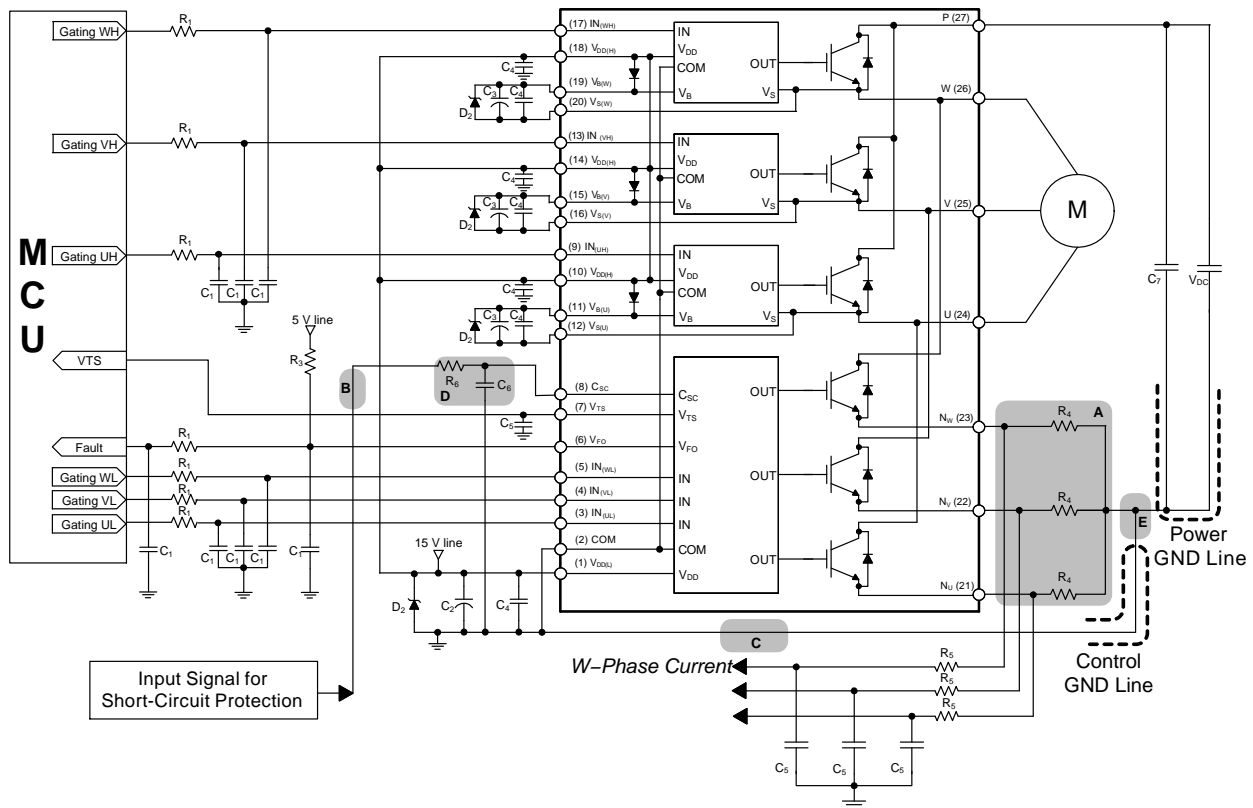 MCU
Gating WH
Gating VH
Gating UH
VTS
Fault
Gating WL
Gating VL
Gating UL
R1
R1
R1
C1
C1
C1
5 V line
R3
R1
R1
R1
R1
C1
C1
C1
C1
C1
15 V line
D2
C2
C4
Input Signal for
Short-Circuit Protection
B
D
R6
C6
C5
C4
D2
C3
C4
C4
D2
C3
C4
C4
D2
C3
C4
(17) IN(WH)
(18) VDD(H)
(19) VB(W)
(20) VS(W)
(13) IN (VH)
(14) VDD(H)
(15) VB(V)
(16) VS(V)
(9) IN(UH)
(10) VDD(H)
(11) VB(U)
(12) VS(U)
(8) CSC
(7) VTS
(6) VFO
(5) IN(WL)
(4) IN(VL)
(3) IN(UL)
(2) COM
(1) VDD(L)
IN
VDD
COM
VB
OUT
VS
IN
VDD
COM
VB
OUT
VS
IN
VDD
COM
VB
OUT
VS
CSC
VTS
VFO
IN
IN
IN
COM
VDD
OUT
OUT
OUT
P (27)
W (26)
V (25)
U (24)
NW (23)
NV (22)
NU (21)
M
C7
VDC
A
R4
R4
R4
E
Power
GND Line
Control
GND Line
C
W−Phase Current
R5
R5
R5
C5
C5
C5